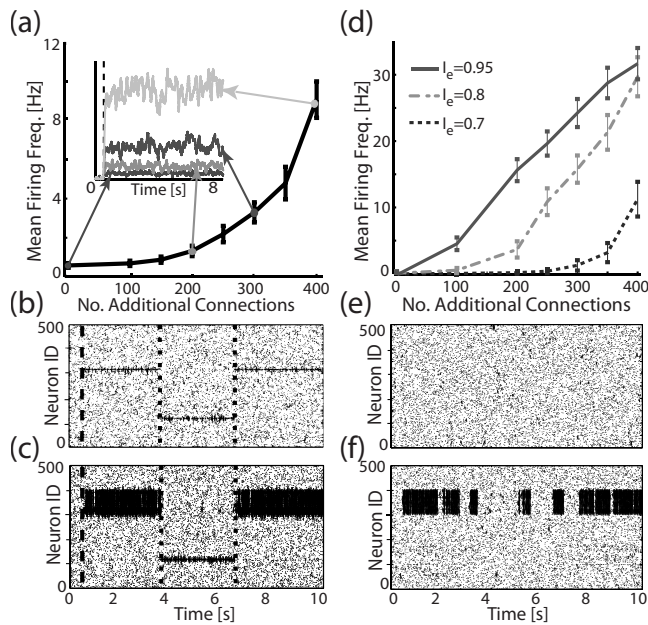 (a)
Mean Firing Freq. [Hz]
12
8
4
0
0
Time [s]
8
0
100
200
300
400
No. Additional Connections
(d)
Mean Firing Freq. [Hz]
30
20
10
0
l_e=0.95
l_e=0.8
l_e=0.7
0
100
200
300
400
No. Additional Connections
(b)
Neuron ID
500
0
(e)
Neuron ID
500
0
(c)
Neuron ID
500
0
0 2 4 6 8 10
Time [s]
(f)
Neuron ID
500
0
0 2 4 6 8 10
Time [s]